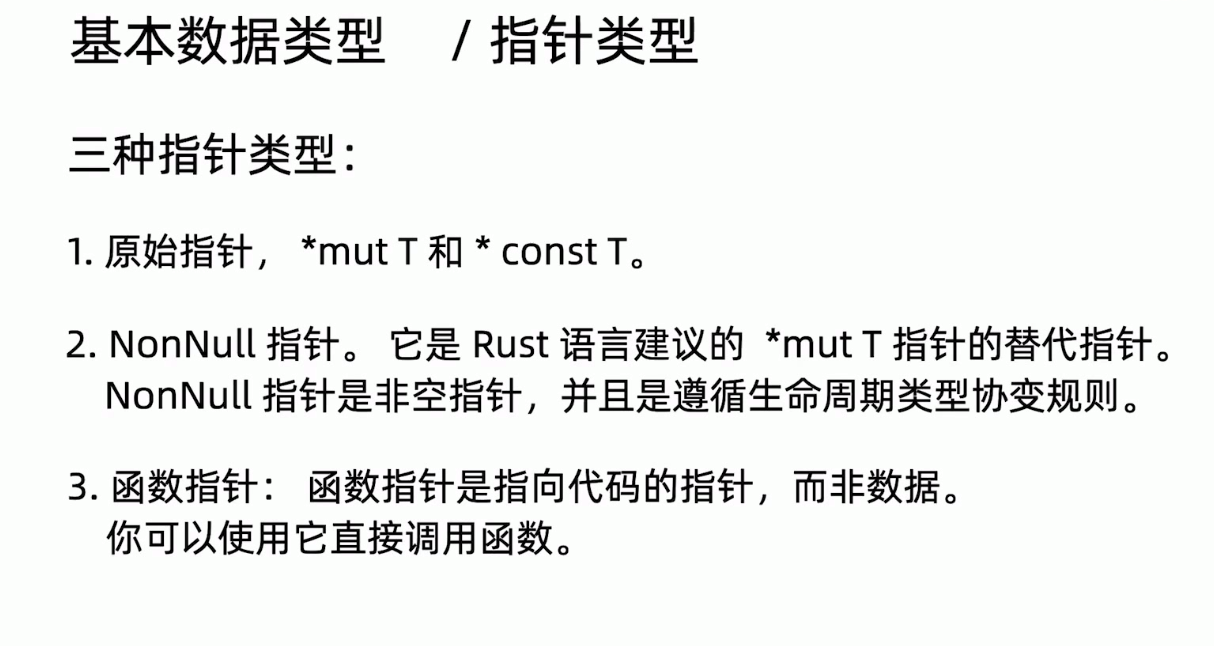 基本数据类型 / 指针类型
三种指针类型：
1. 原始指针， *mut T 和 * const T。
2. NonNull 指针。 它是 Rust 语言建议的 *mut T 指针的替代指针。
NonNull 指针是非空指针，并且是遵循生命周期类型协变规则。
3. 函数指针： 函数指针是指向代码的指针，而非数据。
你可以使用它直接调用函数。